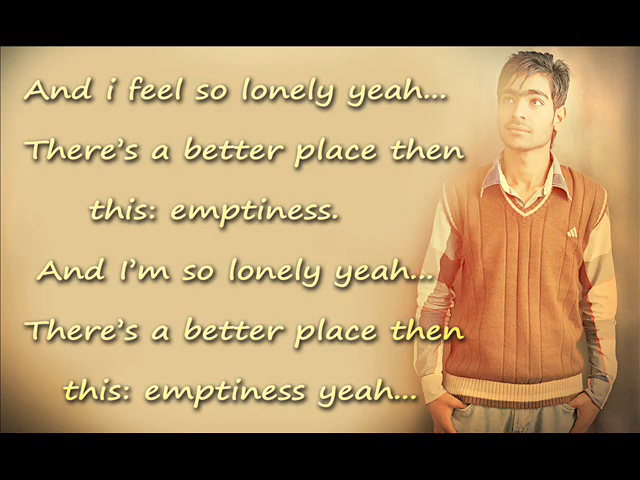 And i feel so lonely yeah...
There's a better place then
this: emptiness.
And I'm so lonely yeah...
There's a better place then
this: emptiness yeah...